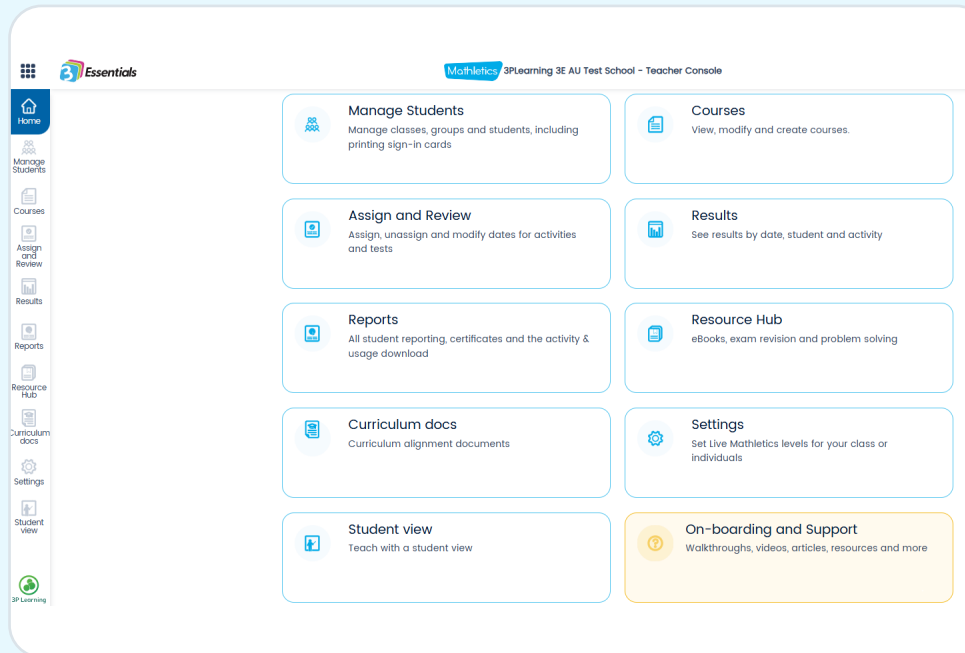 3 Essentials
Mathletics 3PLearning 3E AU Test School - Teacher Console
Home
Manage
Students
Courses
Assign
and
Review
Results
Reports
Resource
Hub
Curriculum
docs
Settings
Student
view
3P Learning
Manage Students
Manage classes, groups and students, including
printing sign-in cards
Courses
View, modify and create courses.
Assign and Review
Assign, unassign and modify dates for activities
and tests
Results
See results by date, student and activity
Reports
All student reporting, certificates and the activity &
usage download
Resource Hub
eBooks, exam revision and problem solving
Curriculum docs
Curriculum alignment documents
Settings
Set Live Mathletics levels for your class or
individuals
Student view
Teach with a student view
On-boarding and Support
Walkthroughs, videos, articles, resources and more